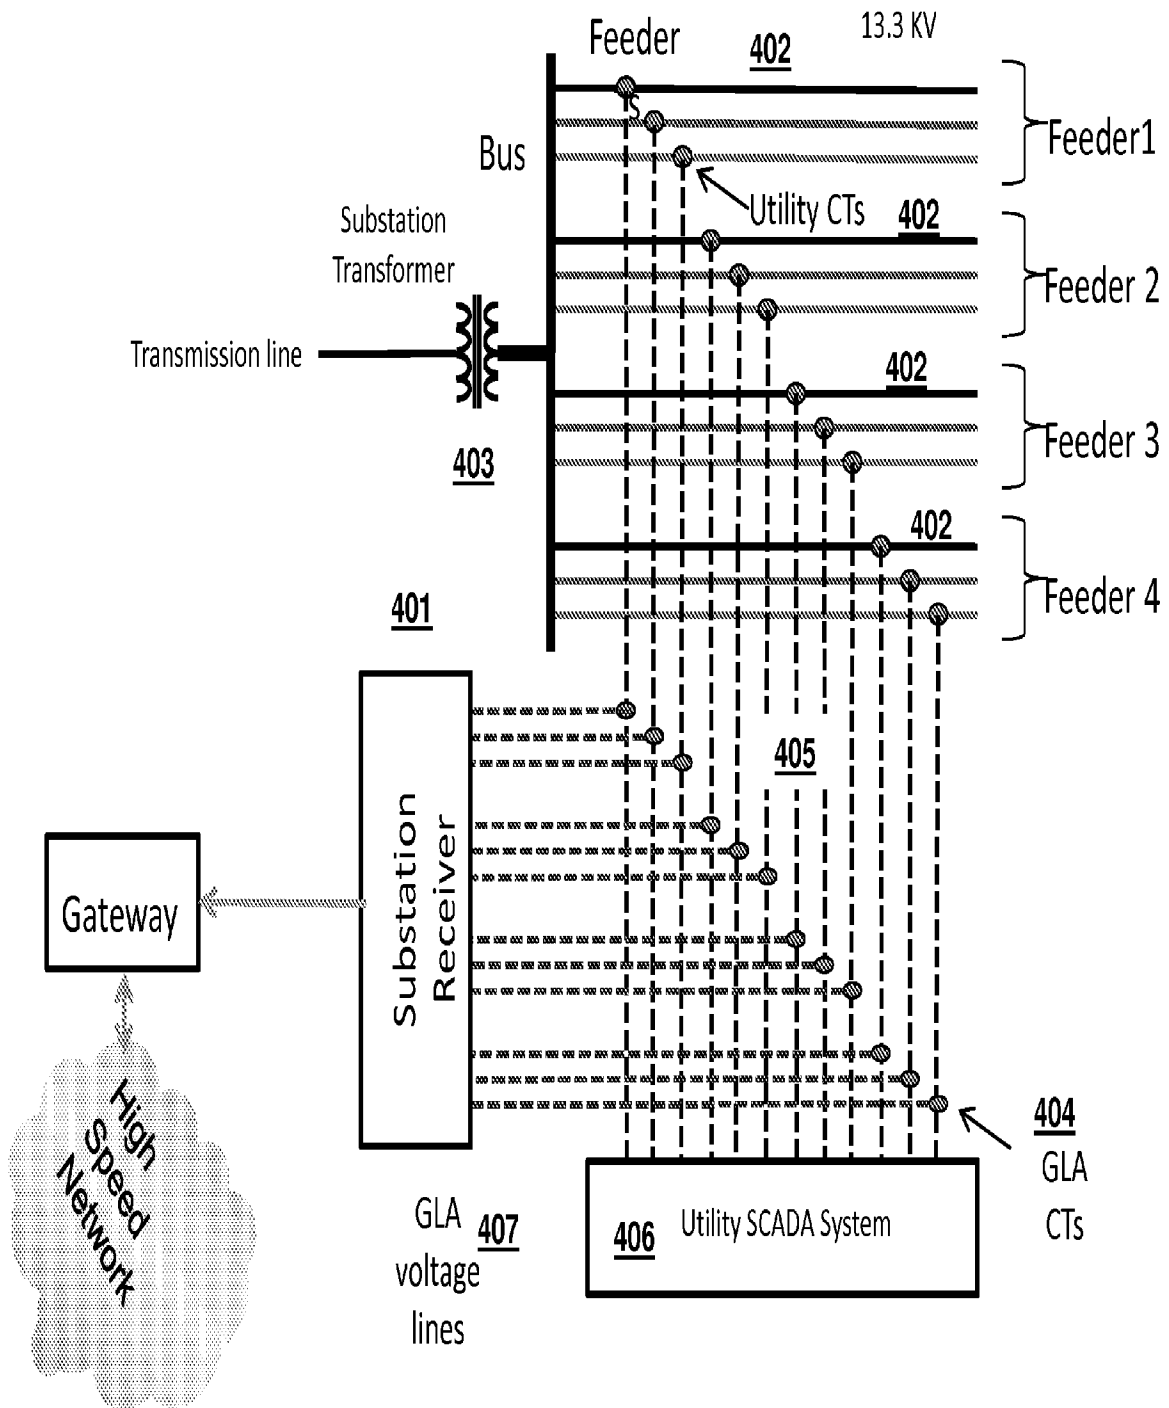 13.3 KV
Feeder
S
402
Bus
Feeder1
Utility CTs
402
Substation
Transformer
Feeder 2
Transmission line
402
403
Feeder 3
402
401
Feeder 4
405
Substation
Receiver
Gateway
High
Speed
Network
404
GLA
CTs
GLA
voltage
lines
407
406
Utility SCADA System